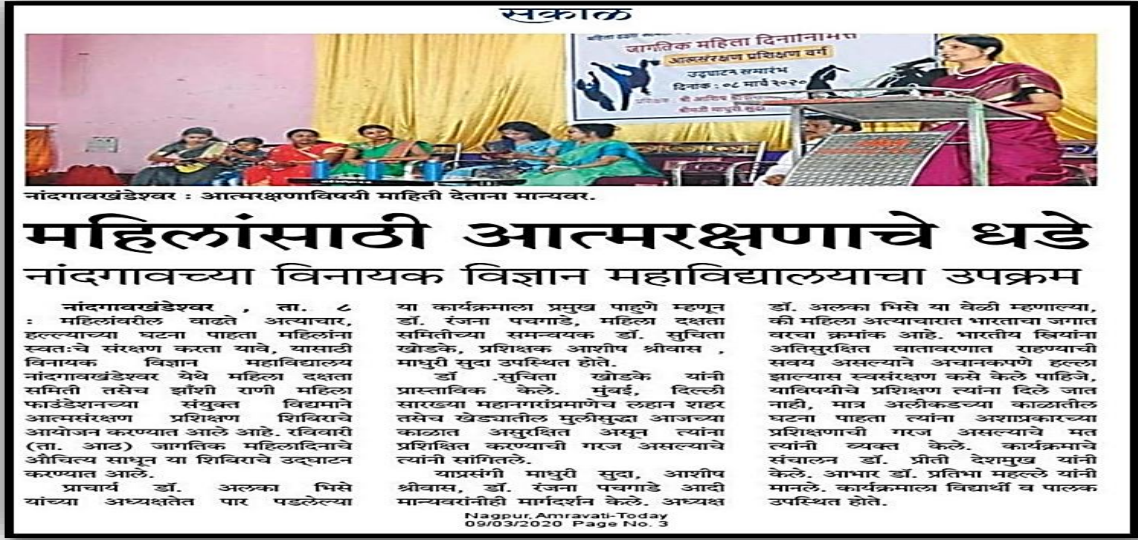 सकाळ
जागतिक महिला दिनानिमित्त
आत्मसंरक्षण प्रशिक्षण वर्ग
उद्घाटन समारंभ
दिनांक : ०८ मार्च २०२०
नांदगावखंडेश्वर : आत्मरक्षणाविषयी माहिती देताना मान्यवर.
महिलांसाठी आत्मरक्षणाचे धडे
नांदगावच्या विनायक विज्ञान महाविद्यालयाचा उपक्रम
नांदगावखंडेश्वर , ता. ८
: महिलांवरील वाढते अत्याचार,
हल्ल्याच्या घटना पाहता महिलांना
स्वतःचे संरक्षण करता यावे, यासाठी
विनायक विज्ञान महाविद्यालय
नांदगावखंडेश्वर येथे महिला दक्षता
समिती तसेच झाँशी राणी महिला
फाउंडेशनच्या संयुक्त विद्यमाने
आत्मसंरक्षण प्रशिक्षण शिबिराचे
आयोजन करण्यात आले आहे. रविवारी
(ता. आठ) जागतिक महिलादिनाचे
औचित्य साधून या शिबिराचे उद्घाटन
करण्यात आले.
प्राचार्य डॉ. अलका भिसे
यांच्या अध्यक्षतेत पार पडलेल्या
या कार्यक्रमाला प्रमुख पाहुणे म्हणून
डॉ. रंजना पचगाडे, महिला दक्षता
समितीच्या समन्वयक डॉ. सुचिता
खोडके, प्रशिक्षक आशीष श्रीवास ,
माधुरी सुदा उपस्थित होते.
डॉ .सुचिता खोडके यांनी
प्रास्ताविक केले. मुंबई, दिल्ली
सारख्या महानगरांप्रमाणेच लहान शहर
तसेच खेड्यातील मुलीसुद्धा आजच्या
काळात असुरक्षित असून त्यांना
प्रशिक्षित करण्याची गरज असल्याचे
त्यांनी सांगितले.
याप्रसंगी माधुरी सुदा, आशीष
श्रीवास, डॉ. रंजना पचगाडे आदी
मान्यवरांनीही मार्गदर्शन केले. अध्यक्ष
डॉ. अलका भिसे या वेळी म्हणाल्या,
की महिला अत्याचारात भारताचा जगात
वरचा क्रमांक आहे. भारतीय स्त्रियांना
अतिसुरक्षित वातावरणात राहण्याची
सवय असल्याने अचानकपणे हल्ला
झाल्यास स्वसंरक्षण कसे केले पाहिजे,
याविषयीचे प्रशिक्षण त्यांना दिले जात
नाही, मात्र अलीकडच्या काळातील
घटना पाहता त्यांना अशाप्रकारच्या
प्रशिक्षणाची गरज असल्याचे मत
त्यांनी व्यक्त केले. कार्यक्रमाचे
संचालन डॉ. प्रीती देशमुख यांनी
केले. आभार डॉ. प्रतिभा महल्ले यांनी
मानले. कार्यक्रमाला विद्यार्थी व पालक
उपस्थित होते.
Nagpur,Amravati-Today
09/03/2020 Page No. 3